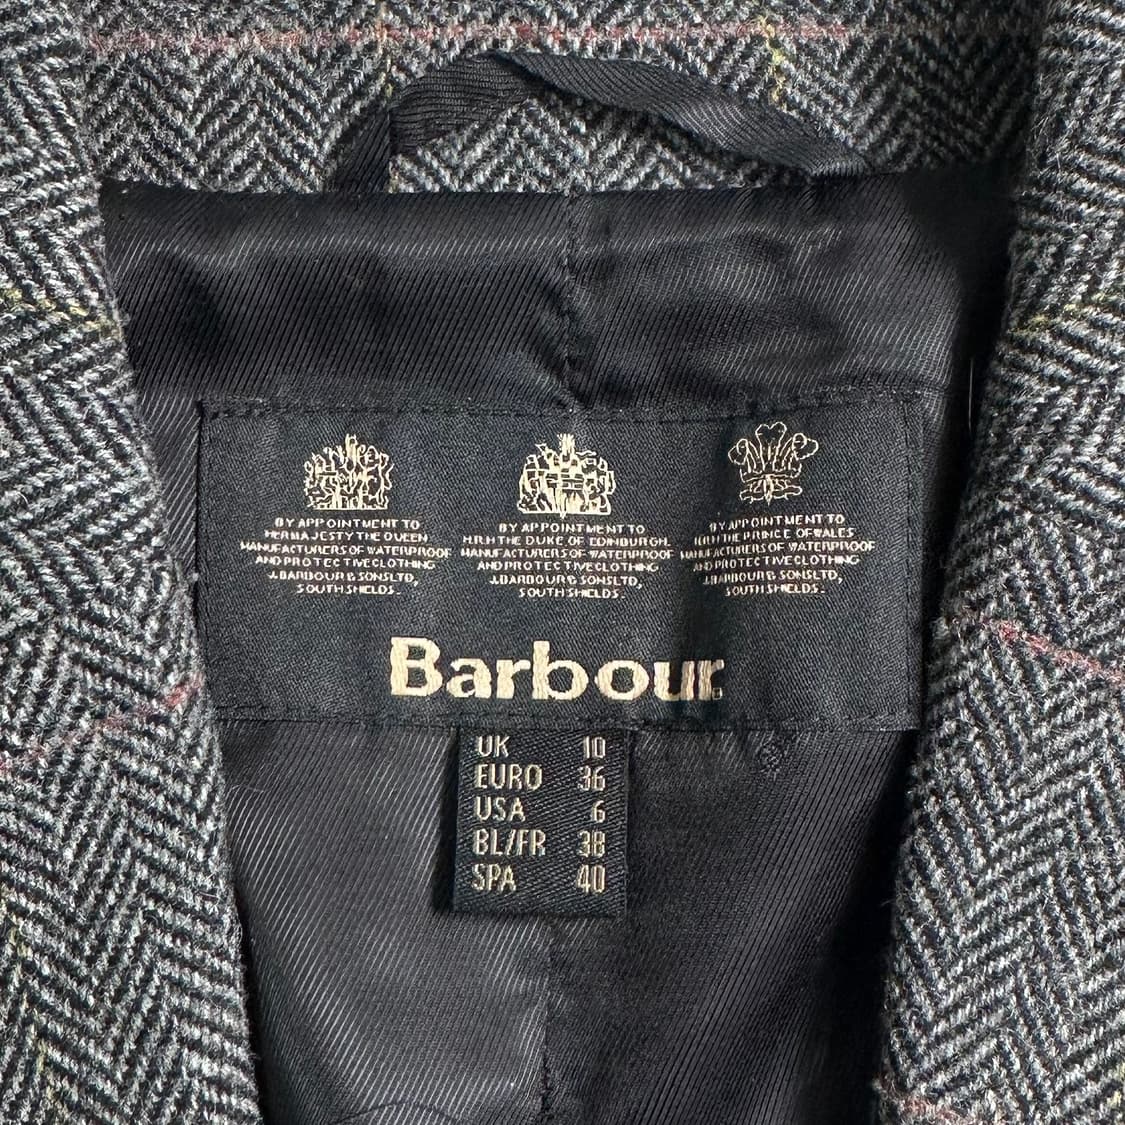 BY APPOINTMENT TO
HER MAJESTY THE QUEEN
MANUFACTURERS OF WATERPROOF
AND PROTECTIVE CLOTHING
J.BARBOUR & SONS LTD,
SOUTH SHIELDS.
BY APPOINTMENT TO
H.R.H THE DUKE OF EDINBURGH.
MANUFACTURERS OF WATERPROOF
AND PROTECTIVE CLOTHING
J.BARBOUR & SONS LTD,
SOUTH SHIELDS.
BY APPOINTMENT TO
H.R.H THE PRINCE OF WALES
MANUFACTURERS OF WATERPROOF
AND PROTECTIVE CLOTHING
J.BARBOUR & SONS LTD,
SOUTH SHIELDS.
Barbour
UK 10
EURO 36
USA 6
BL/FR 38
SPA 40